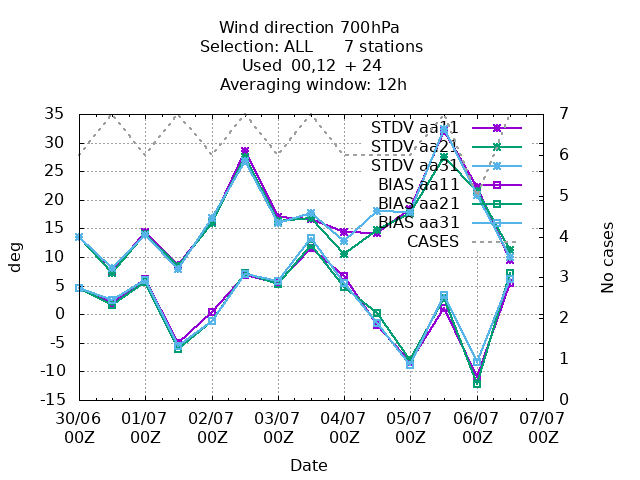 Wind direction 700hPa
Selection: ALL 7 stations
Used 00,12 + 24
Averaging window: 12h
35
30
25
20
15
10
5
0
-5
-10
-15
deg
7
6
5
4
3
2
1
0
No cases
STDV aa11
STDV aa21
STDV aa31
BIAS aa11
BIAS aa21
BIAS aa31
CASES
30/06 01/07 02/07 03/07 04/07 05/07 06/07 07/07
00Z 00Z 00Z 00Z 00Z 00Z 00Z 00Z
Date